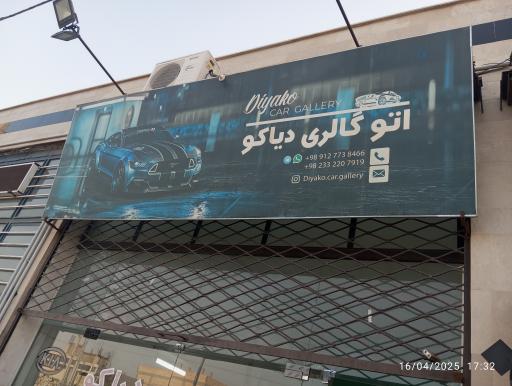 Diyako
CAR GALLERY
اتو گالری دیاکو
+98 912 773 8466
+98 233 220 7919
Diyako.car.gallery
دیاکو
16/04/2025, 17:32